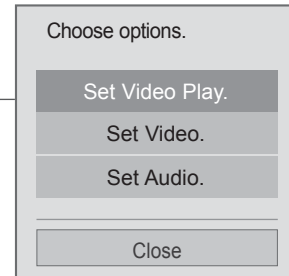 Choose options.
Set Video Play.
Set Video.
Set Audio.
Close